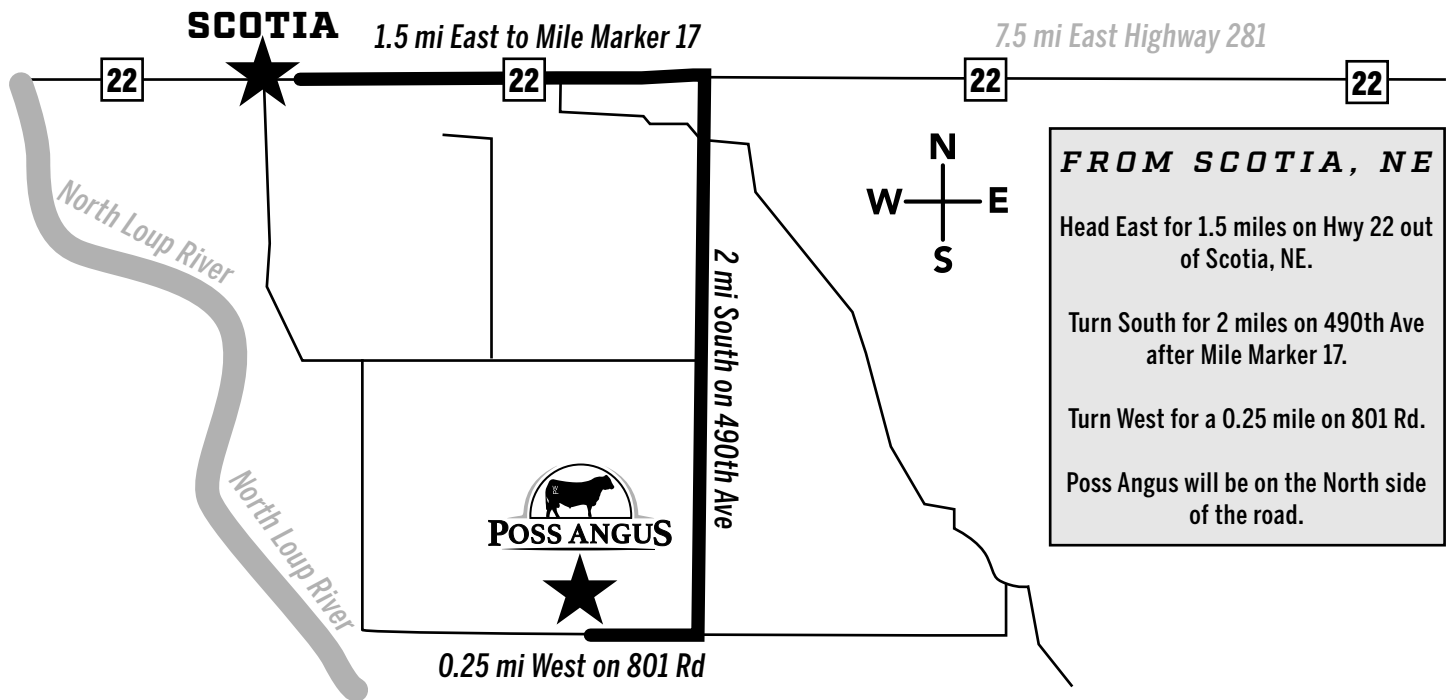 SCOTIA
1.5 mi East to Mile Marker 17
7.5 mi East Highway 281
22
22
22
22
N
W
E
S
FROM SCOTIA, NE
Head East for 1.5 miles on Hwy 22 out
of Scotia, NE.
Turn South for 2 miles on 490th Ave
after Mile Marker 17.
Turn West for a 0.25 mile on 801 Rd.
Poss Angus will be on the North side
of the road.
North Loup River
2 mi South on 490th Ave
North Loup River
POSS ANGUS
0.25 mi West on 801 Rd